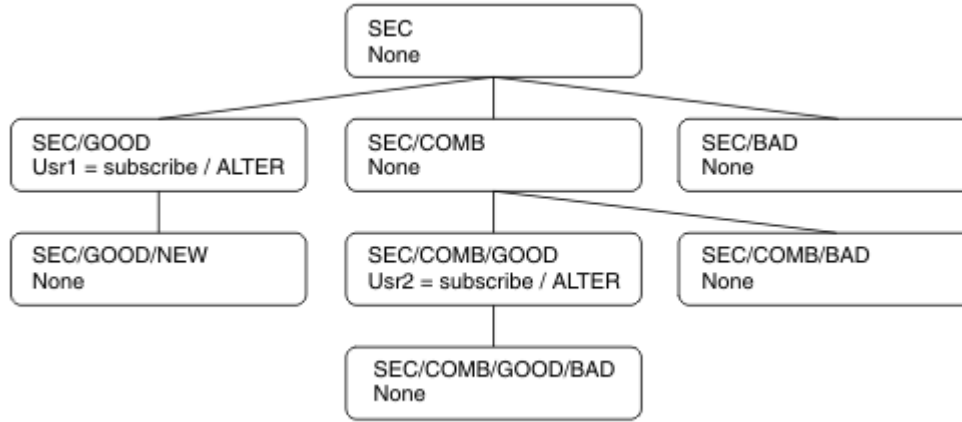 SEC
None
SEC/GOOD
Usr1 = subscribe / ALTER
SEC/COMB
None
SEC/BAD
None
SEC/GOOD/NEW
None
SEC/COMB/GOOD
Usr2 = subscribe / ALTER
SEC/COMB/BAD
None
SEC/COMB/GOOD/BAD
None